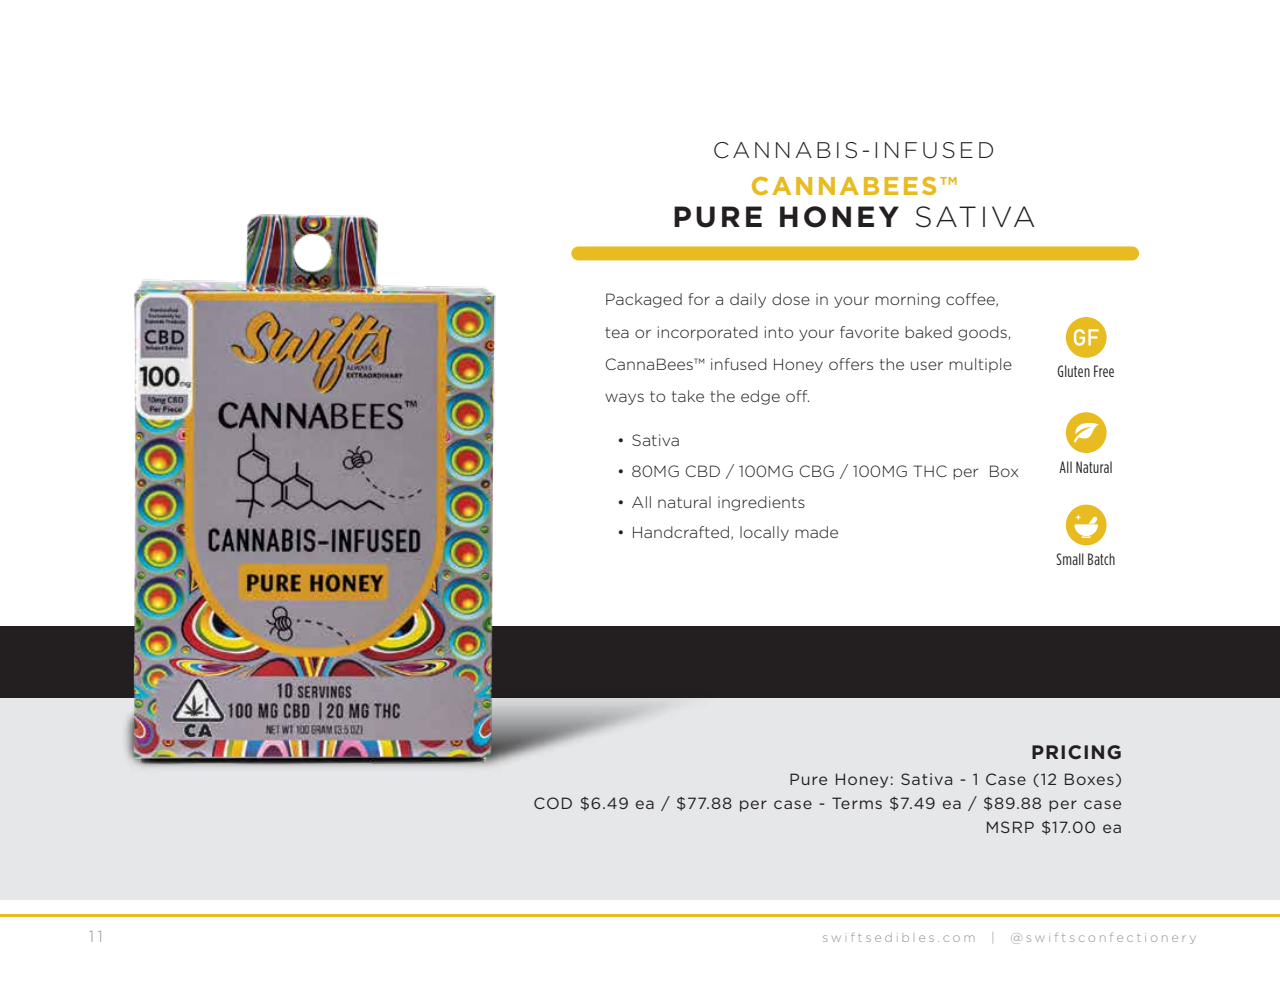 CANNABIS-INFUSED
CANNABEES™
PURE HONEY SATIVA
Packaged for a daily dose in your morning coffee,
tea or incorporated into your favorite baked goods,
CannaBees™ infused Honey offers the user multiple
ways to take the edge off.
• Sativa
• 80MG CBD / 100MG CBG / 100MG THC per Box
• All natural ingredients
• Handcrafted, locally made
GF
Gluten Free
All Natural
Small Batch
CBD
100mg
10mg CBD
Per Piece
Swifts
ALWAYS
EXTRAORDINARY
CANNABEES™
CANNABIS-INFUSED
PURE HONEY
10 SERVINGS
100 MG CBD | 20 MG THC
NET WT 100 GRAM (3.5 OZ)
CA
PRICING
Pure Honey: Sativa - 1 Case (12 Boxes)
COD $6.49 ea / $77.88 per case - Terms $7.49 ea / $89.88 per case
MSRP $17.00 ea
11
swiftsedibles.com | @swiftsconfectionery